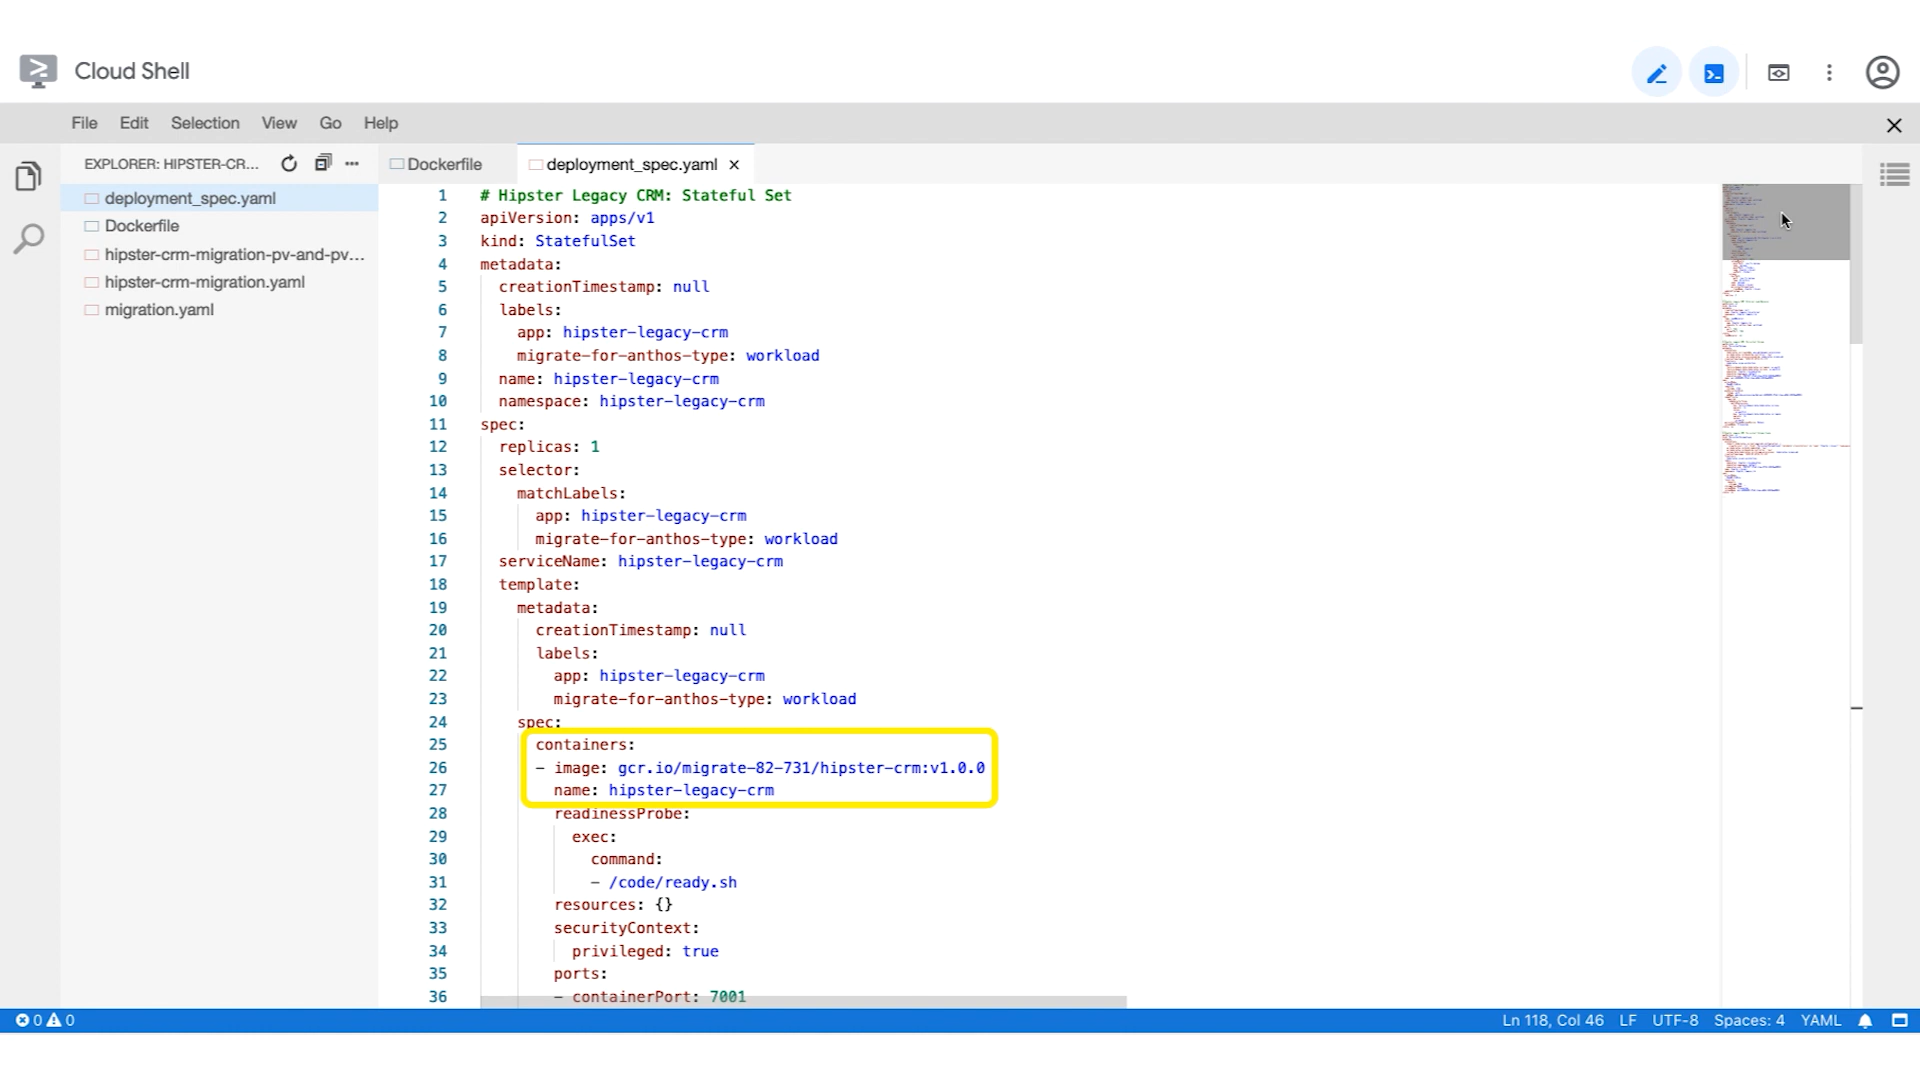 Cloud Shell
File Edit Selection View Go Help
EXPLORER: HIPSTER-CR...
deployment_spec.yaml
Dockerfile
hipster-crm-migration-pv-and-pv...
hipster-crm-migration.yaml
migration.yaml
Dockerfile
deployment_spec.yaml
1 # Hipster Legacy CRM: Stateful Set
2 apiVersion: apps/v1
3 kind: StatefulSet
4 metadata:
5 creationTimestamp: null
6 labels:
7 app: hipster-legacy-crm
8 migrate-for-anthos-type: workload
9 name: hipster-legacy-crm
10 namespace: hipster-legacy-crm
11 spec:
12 replicas: 1
13 selector:
14 matchLabels:
15 app: hipster-legacy-crm
16 migrate-for-anthos-type: workload
17 serviceName: hipster-legacy-crm
18 template:
19 metadata:
20 creationTimestamp: null
21 labels:
22 app: hipster-legacy-crm
23 migrate-for-anthos-type: workload
24 spec:
25 containers:
26 - image: gcr.io/migrate-82-731/hipster-crm:v1.0.0
27 name: hipster-legacy-crm
28 readinessProbe:
29 exec:
30 command:
31 - /code/ready.sh
32 resources: {}
33 securityContext:
34 privileged: true
35 ports:
36 - containerPort: 7001
0 0
Ln 118, Col 46 LF UTF-8 Spaces: 4 YAML